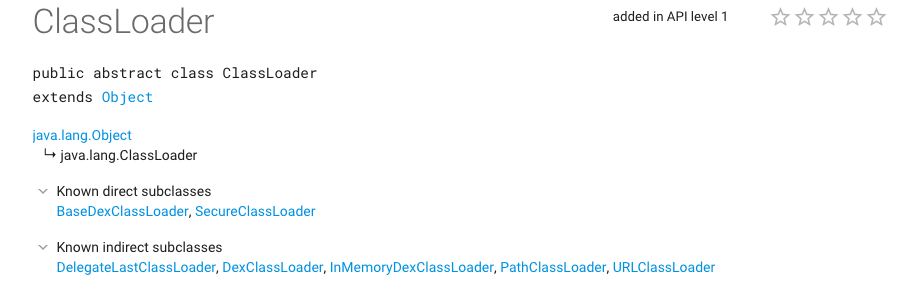 ClassLoader
added in API level 1
public abstract class ClassLoader
extends Object
java.lang.Object
↳ java.lang.ClassLoader
Known direct subclasses
BaseDexClassLoader, SecureClassLoader
Known indirect subclasses
DelegateLastClassLoader, DexClassLoader, InMemoryDexClassLoader, PathClassLoader, URLClassLoader